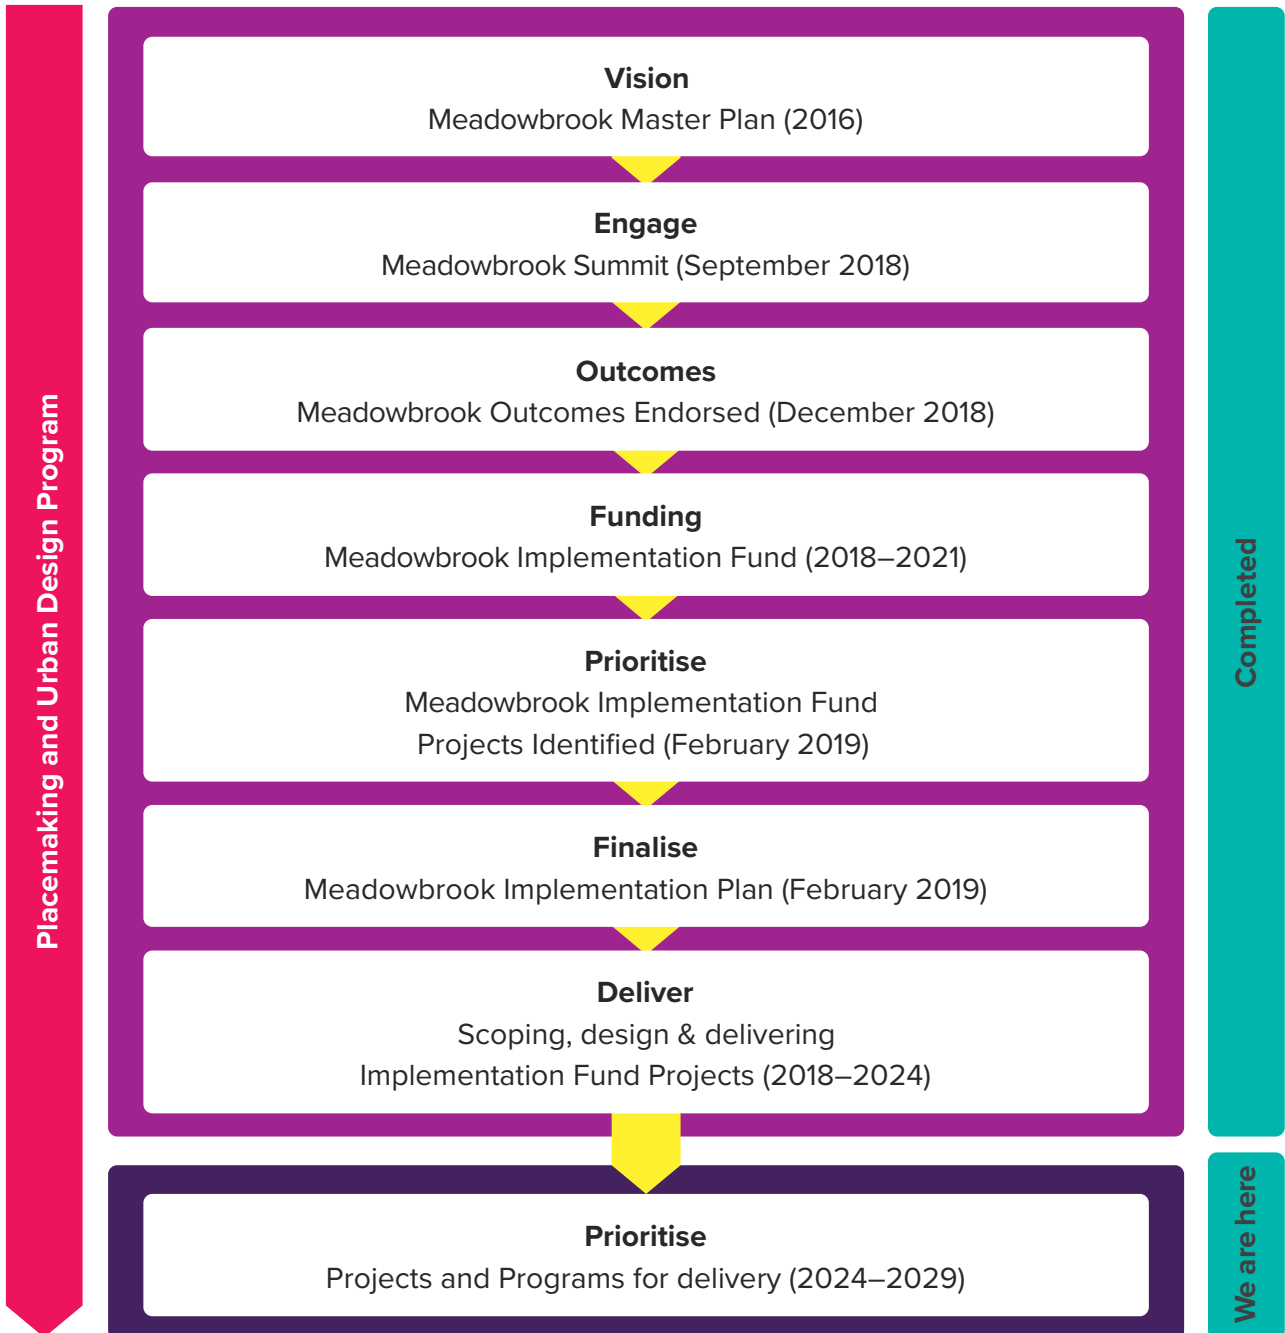 Placemaking and Urban Design Program
Vision
Meadowbrook Master Plan (2016)
Engage
Meadowbrook Summit (September 2018)
Outcomes
Meadowbrook Outcomes Endorsed (December 2018)
Funding
Meadowbrook Implementation Fund (2018–2021)
Prioritise
Meadowbrook Implementation Fund
Projects Identified (February 2019)
Finalise
Meadowbrook Implementation Plan (February 2019)
Deliver
Scoping, design & delivering
Implementation Fund Projects (2018–2024)
Completed
Prioritise
Projects and Programs for delivery (2024–2029)
We are here